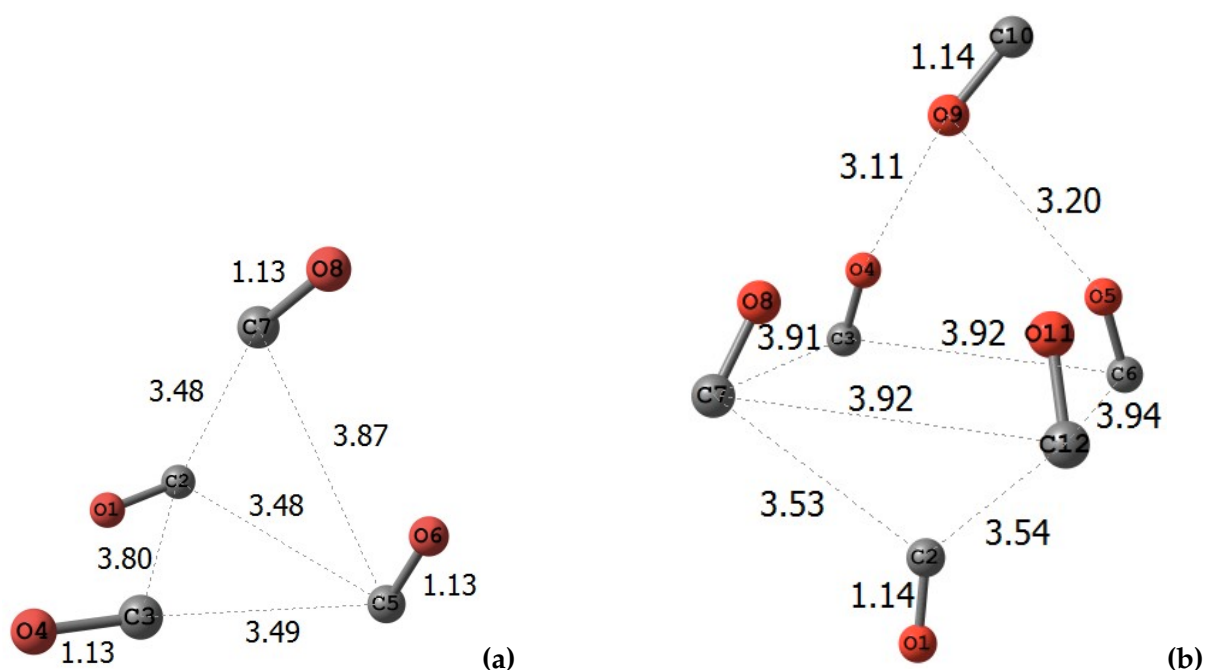 C10
1.14
O9
3.11
3.20
O8
1.13
C7
O4
O5
O8
O11
3.91
C3
3.92
C6
3.48
C7
3.92
3.94
3.87
C12
C2
3.48
O1
3.53
3.54
O6
3.80
C2
1.13
C3
C5
1.14
O4
3.49
1.13
O1
(a)
(b)